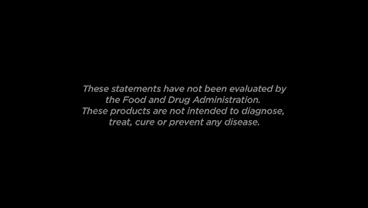 These statements have not been evaluated by
the Food and Drug Administration.
These products are not intended to diagnose,
treat, cure or prevent any disease.